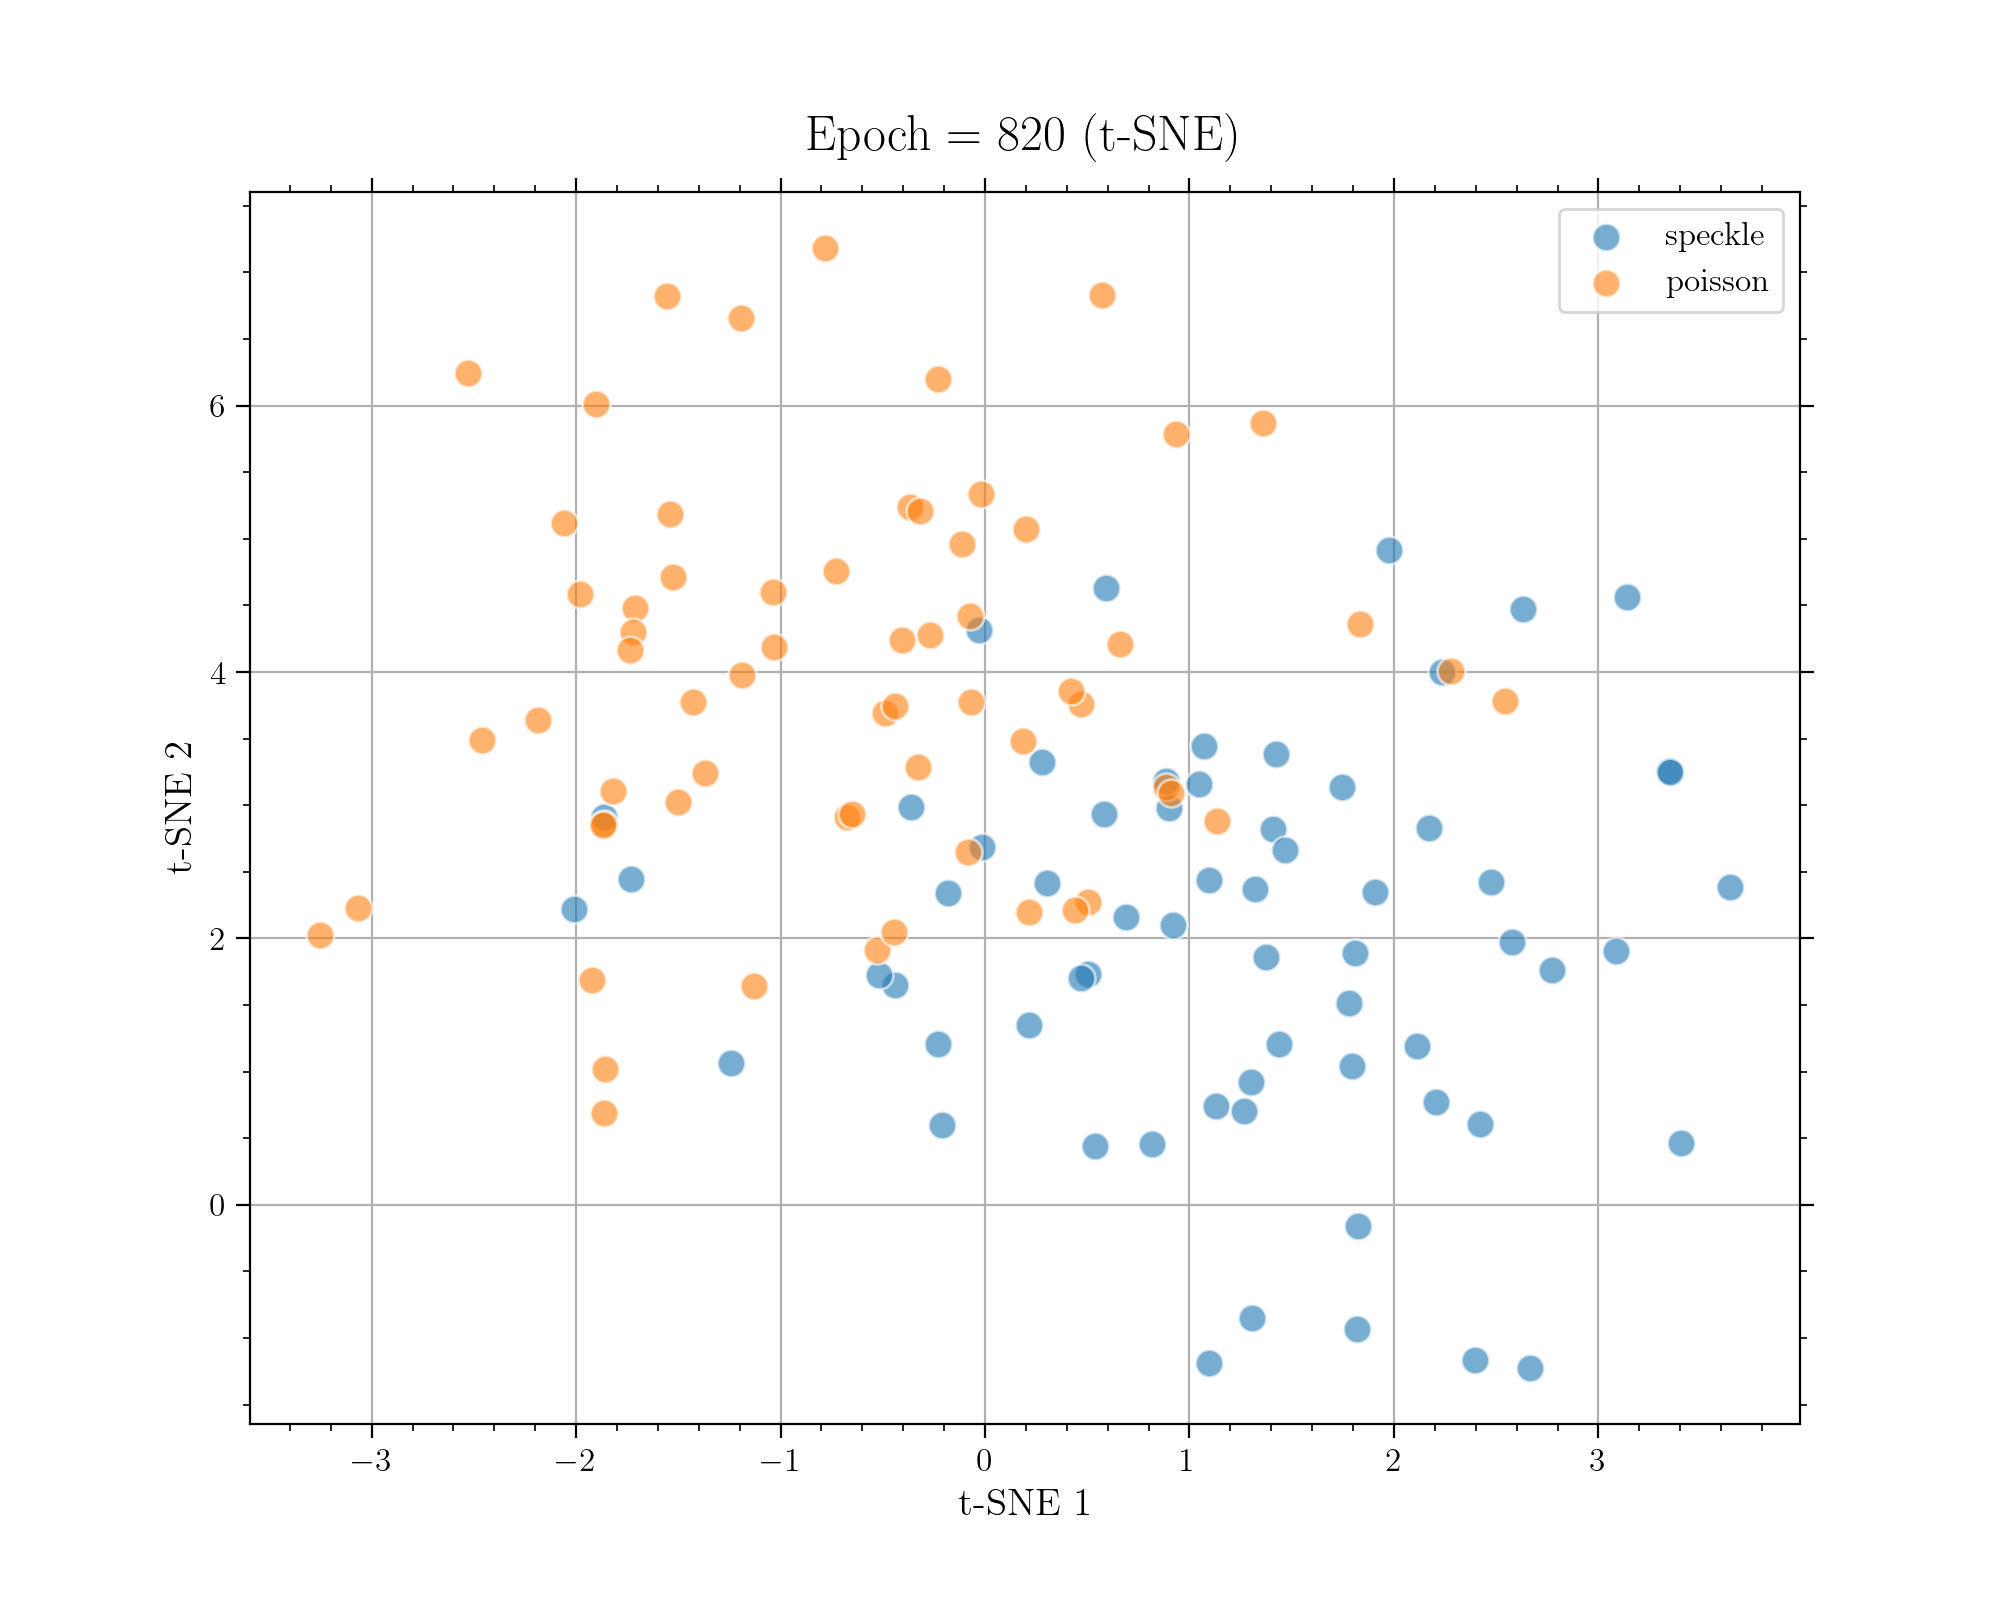 Epoch = 820 (t-SNE)
speckle
poisson
6
4
2
0
t-SNE 2
−3
−2
−1
0
1
2
3
t-SNE 1